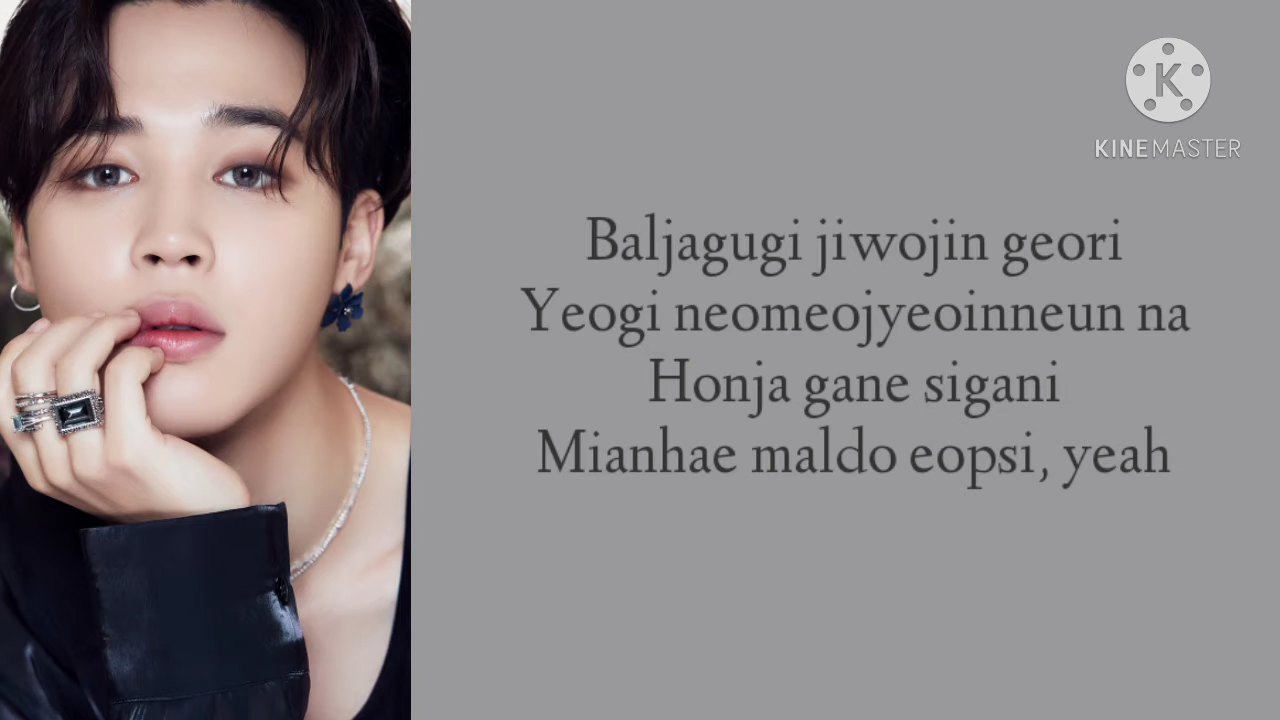 K
KINEMASTER
Baljagugi jiwojin geori
Yeogi neomeojyeoinneun na
Honja gane sigani
Mianhae maldo eopsi, yeah